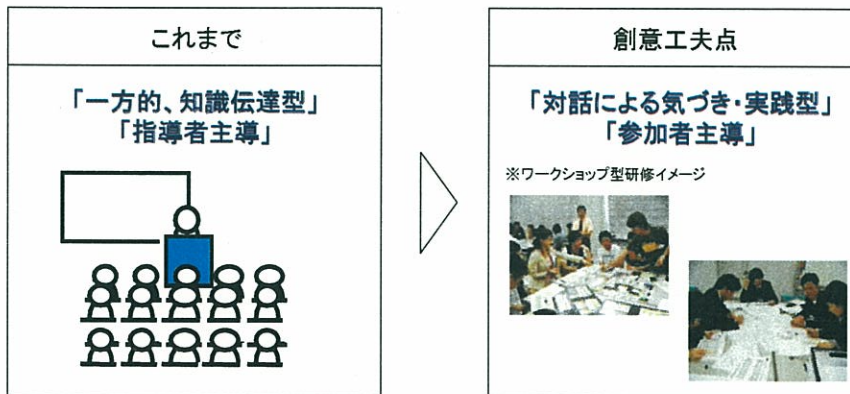 これまで
「一方的、知識伝達型」
「指導者主導」
創意工夫点
「対話による気づき・実践型」
「参加者主導」
※ワークショップ型研修イメージ